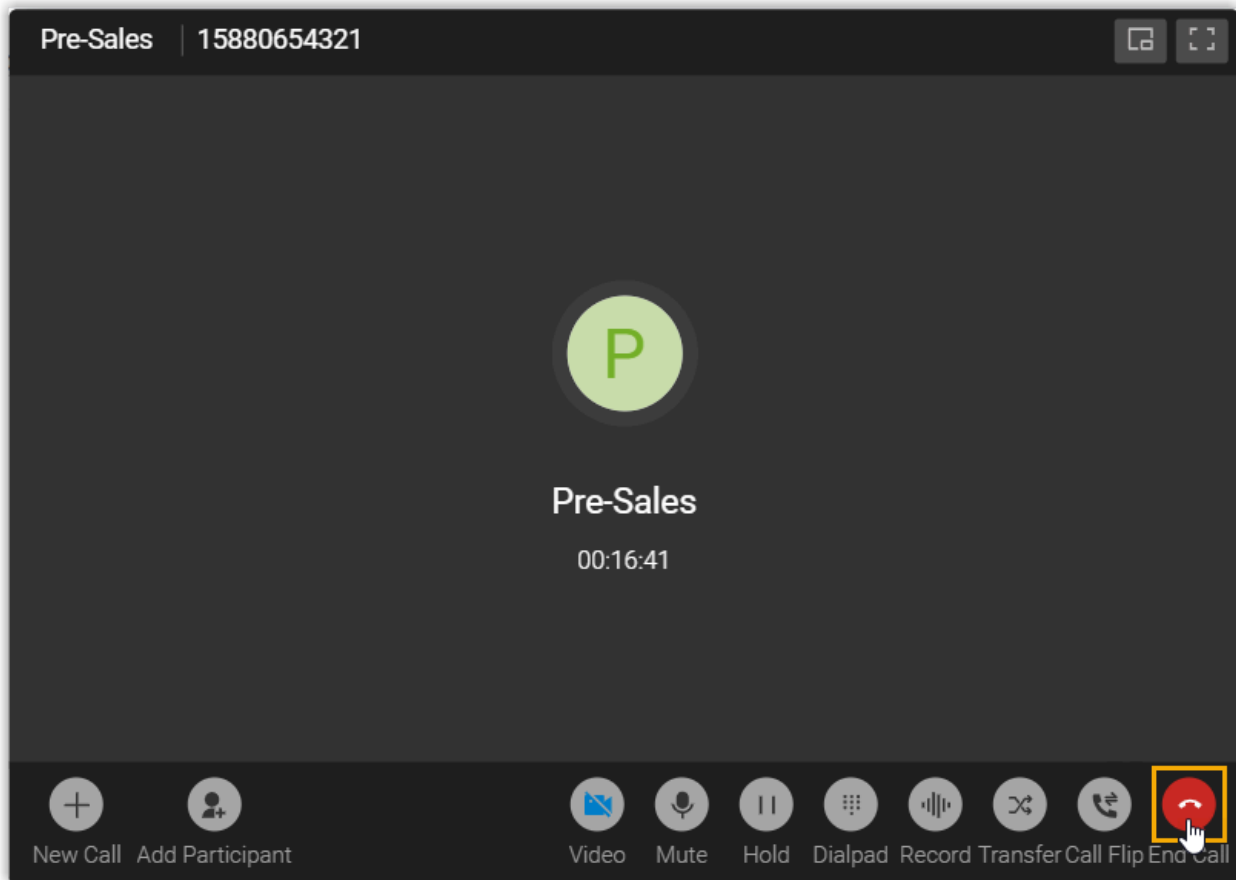 Pre-Sales 15880654321
P
Pre-Sales
00:16:41
New Call Add Participant Video Mute Hold Dialpad Record Transfer Call Flip End Call